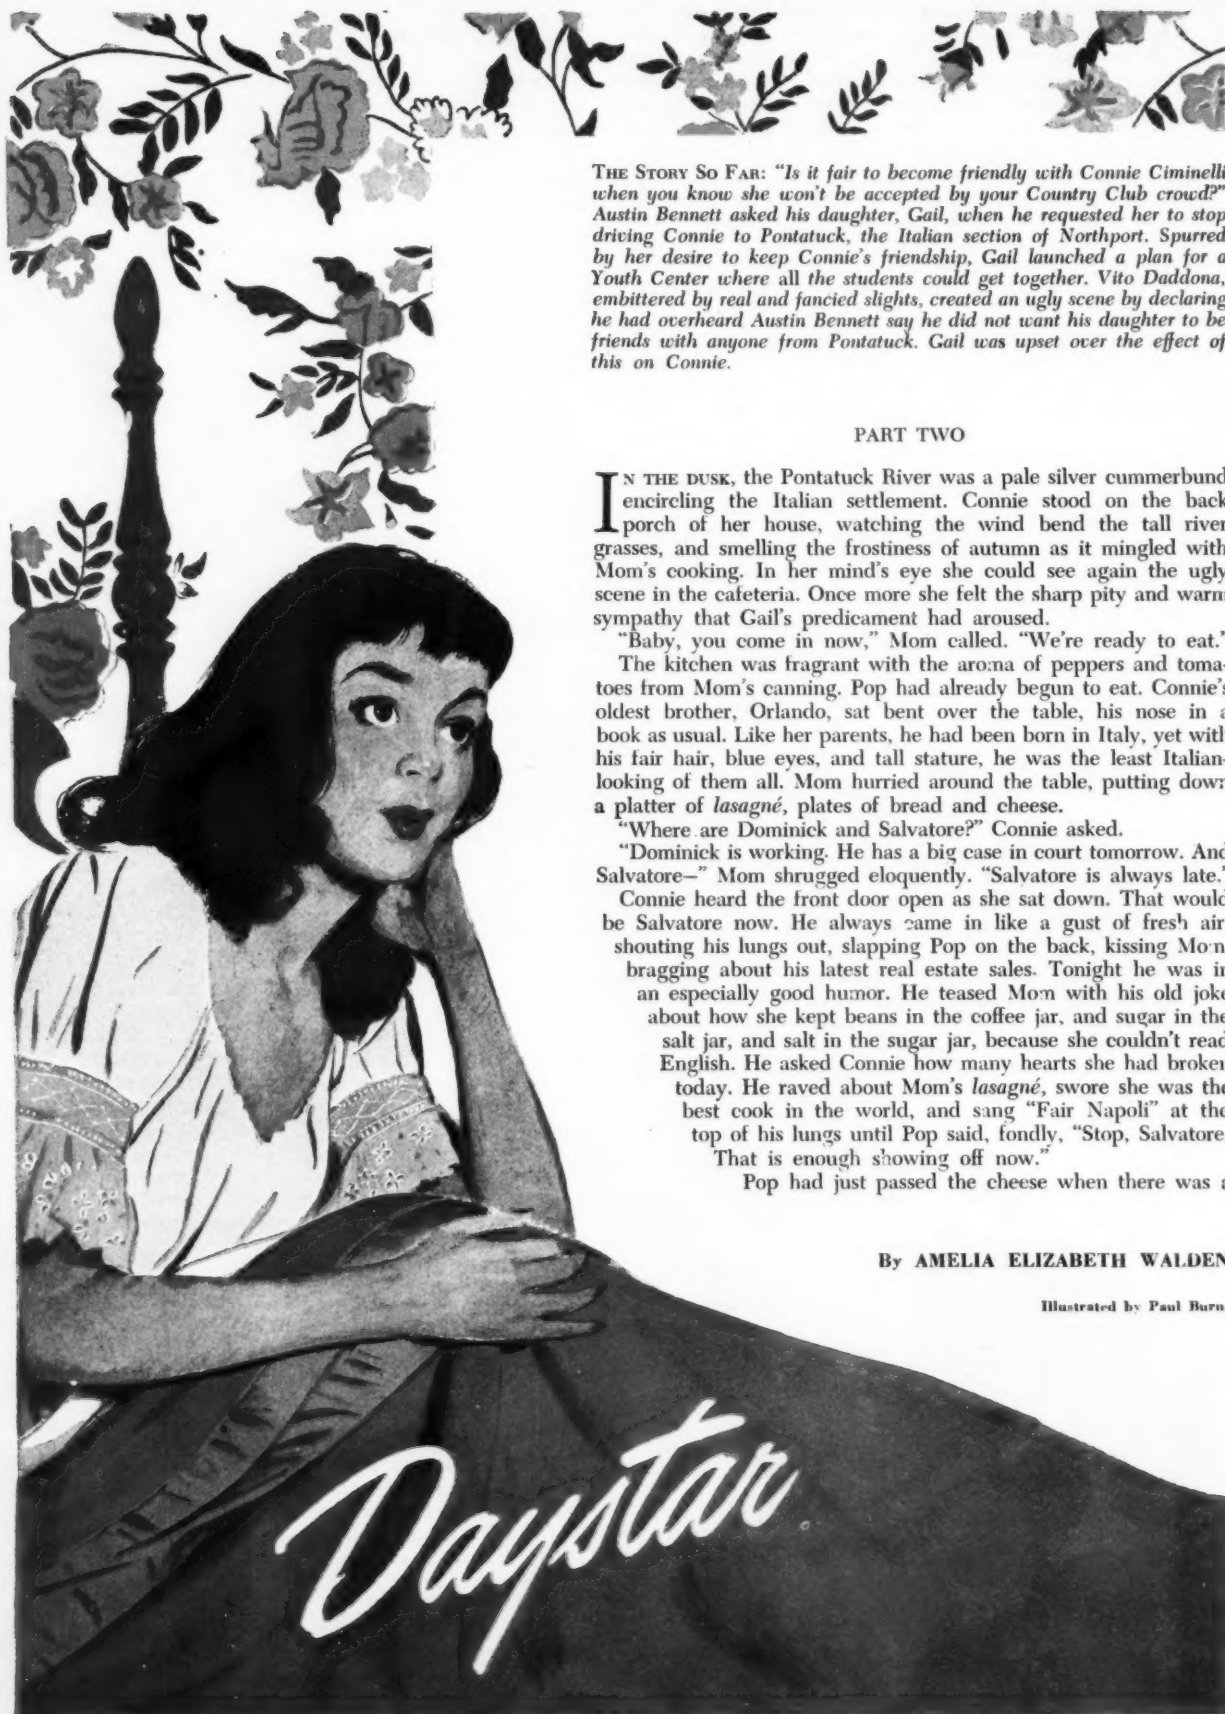 THE STORY SO FAR: "Is it fair to become friendly with Connie Ciminelli
when you know she won't be accepted by your Country Club crowd?"
Austin Bennett asked his daughter, Gail, when he requested her to stop
driving Connie to Pontatuck, the Italian section of Northport. Spurred
by her desire to keep Connie's friendship, Gail launched a plan for a
Youth Center where all the students could get together. Vito Daddona,
embittered by real and fancied slights, created an ugly scene by declaring
he had overheard Austin Bennett say he did not want his daughter to be
friends with anyone from Pontatuck. Gail was upset over the effect of
this on Connie.
PART TWO
IN THE DUSK, the Pontatuck River was a pale silver cummerbund
encircling the Italian settlement. Connie stood on the back
porch of her house, watching the wind bend the tall river
grasses, and smelling the frostiness of autumn as it mingled with
Mom's cooking. In her mind's eye she could see again the ugly
scene in the cafeteria. Once more she felt the sharp pity and warm
sympathy that Gail's predicament had aroused.
"Baby, you come in now," Mom called. "We're ready to eat."
The kitchen was fragrant with the aroma of peppers and toma-
toes from Mom's canning. Pop had already begun to eat. Connie's
oldest brother, Orlando, sat bent over the table, his nose in a
book as usual. Like her parents, he had been born in Italy, yet with
his fair hair, blue eyes, and tall stature, he was the least Italian-
looking of them all. Mom hurried around the table, putting down
a platter of lasagné, plates of bread and cheese.
"Where are Dominick and Salvatore?" Connie asked.
"Dominick is working. He has a big case in court tomorrow. And
Salvatore—" Mom shrugged eloquently. "Salvatore is always late."
Connie heard the front door open as she sat down. That would
be Salvatore now. He always came in like a gust of fresh air
shouting his lungs out, slapping Pop on the back, kissing Mom
bragging about his latest real estate sales. Tonight he was in
an especially good humor. He teased Mom with his old joke
about how she kept beans in the coffee jar, and sugar in the
salt jar, and salt in the sugar jar, because she couldn't read
English. He asked Connie how many hearts she had broken
today. He raved about Mom's lasagné, swore she was the
best cook in the world, and sang "Fair Napoli" at the
top of his lungs until Pop said, fondly, "Stop, Salvatore
That is enough showing off now."
Pop had just passed the cheese when there was a
By AMELIA ELIZABETH WALDEN
Illustrated by Paul Burn
Daystar